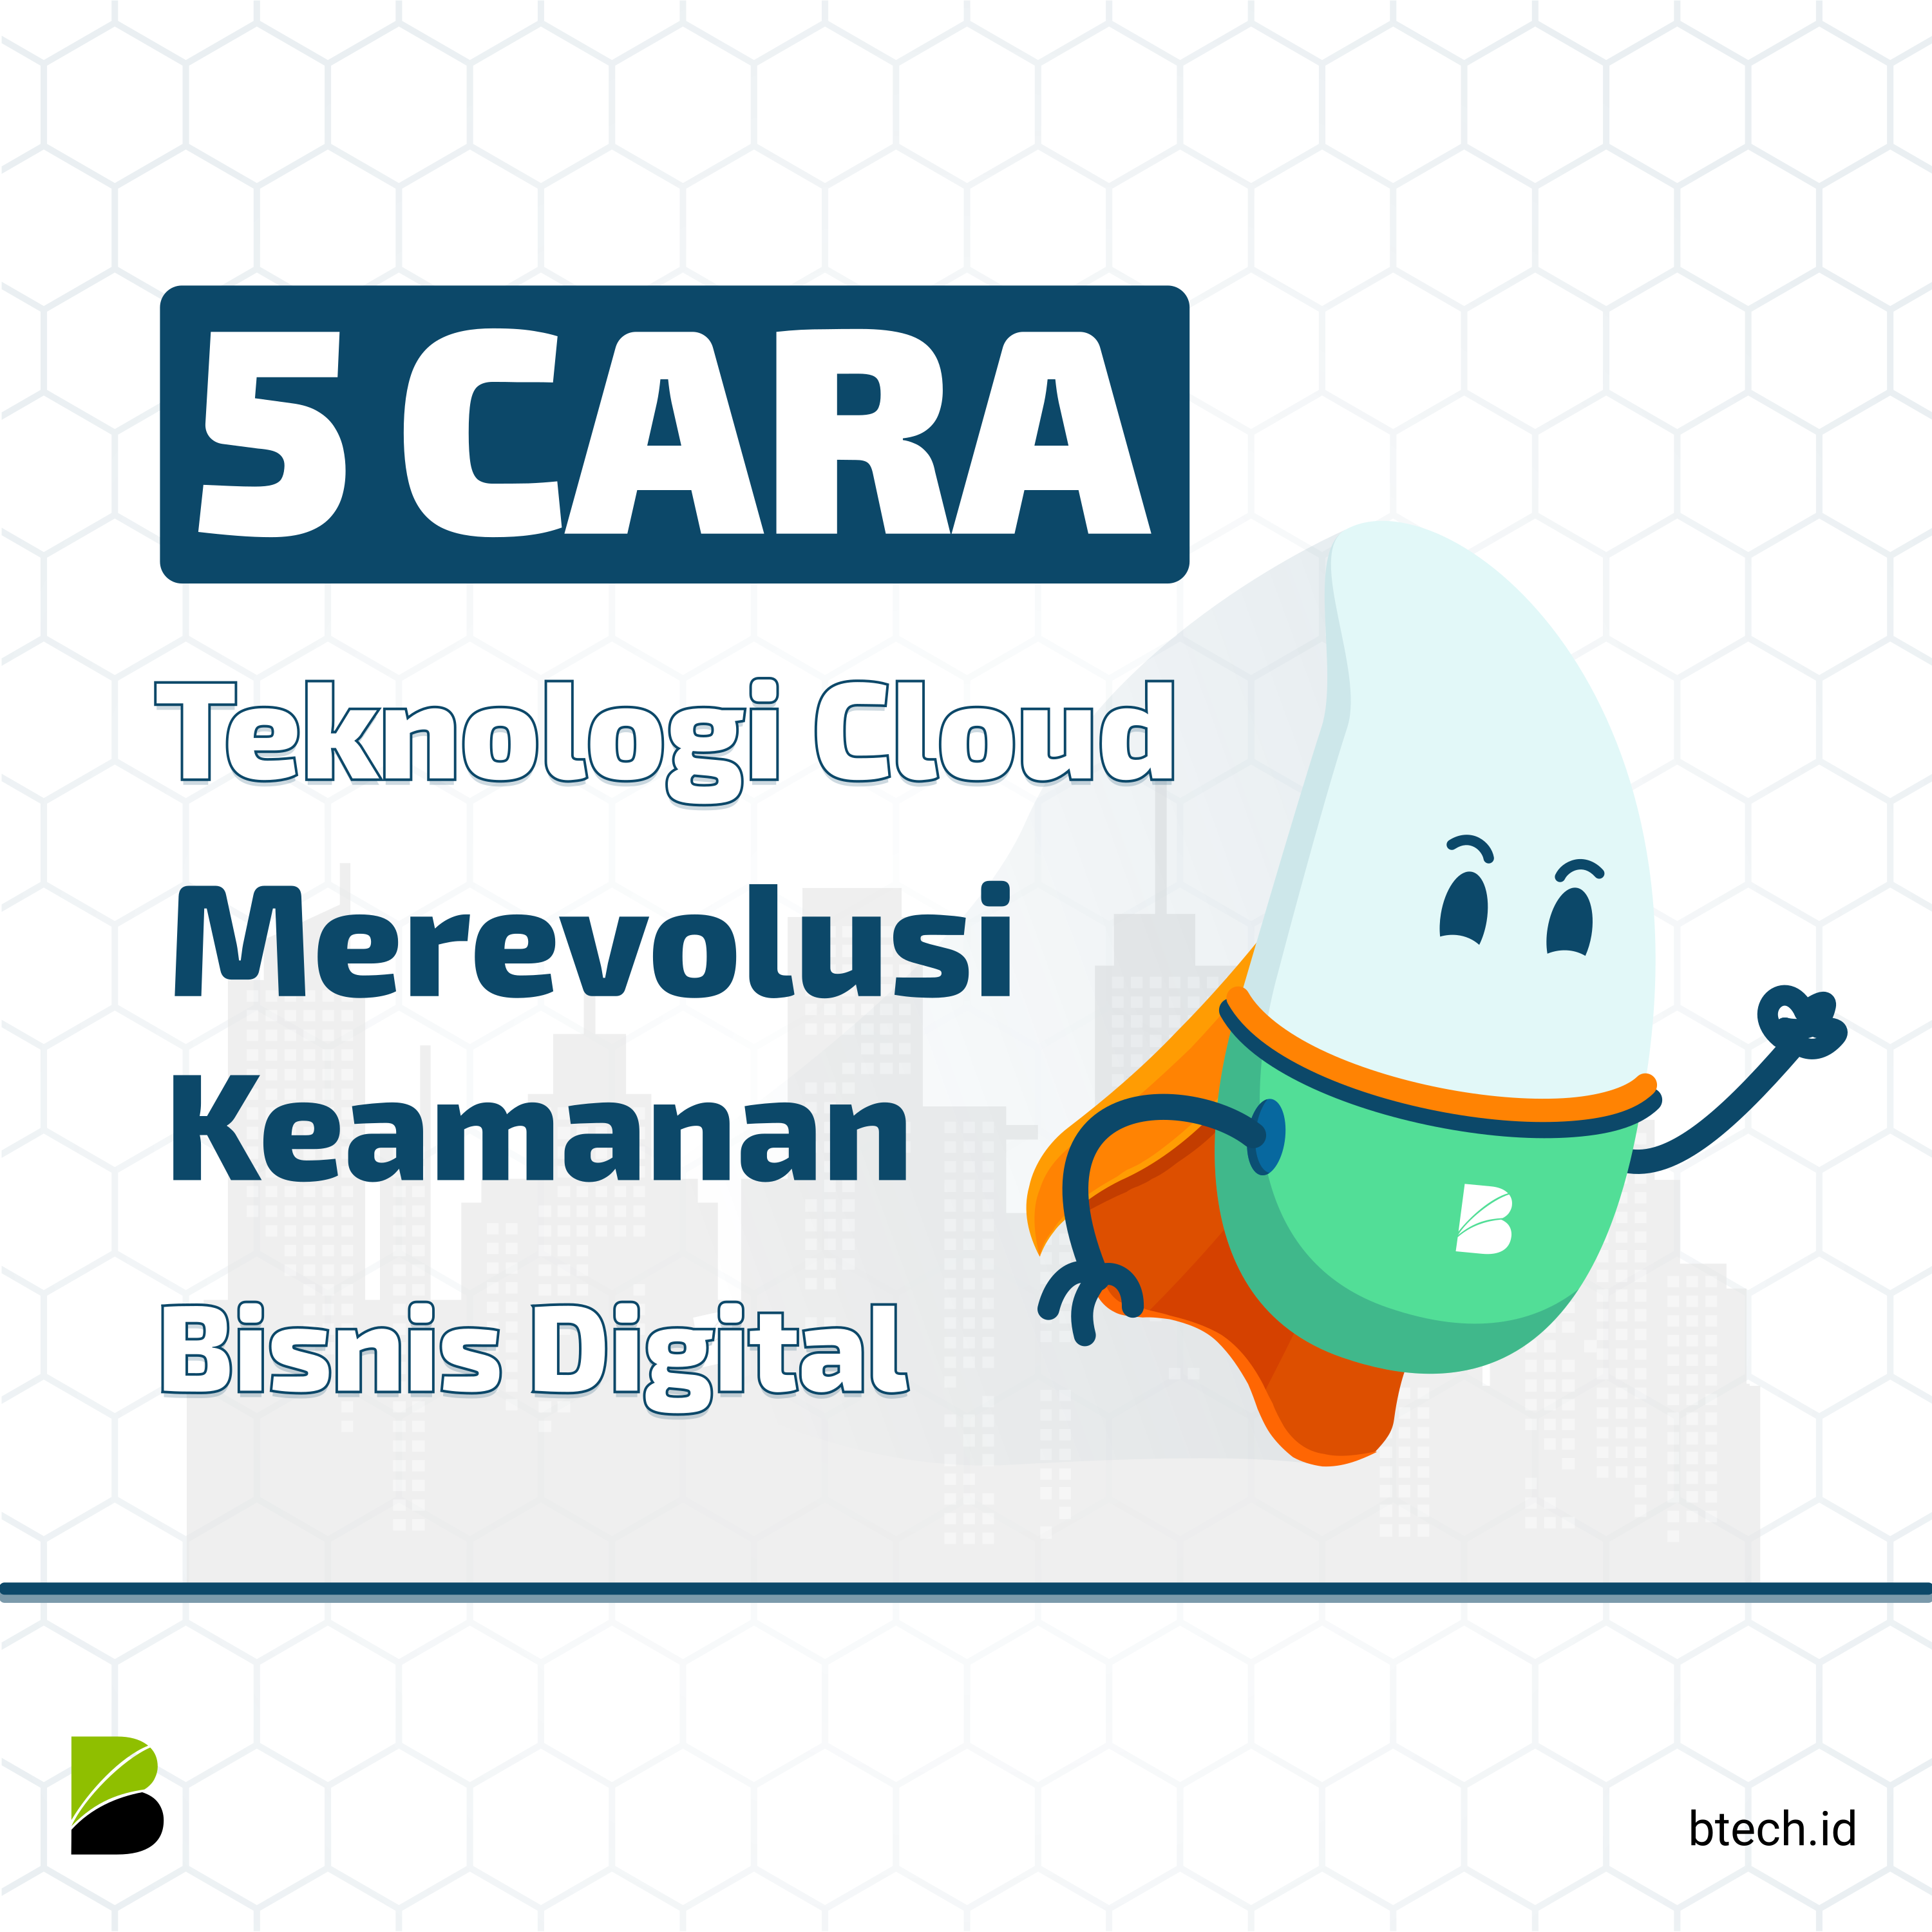 5 CARA
Teknologi Cloud
Merevolusi
Keamanan
Bisnis Digital
btech.id